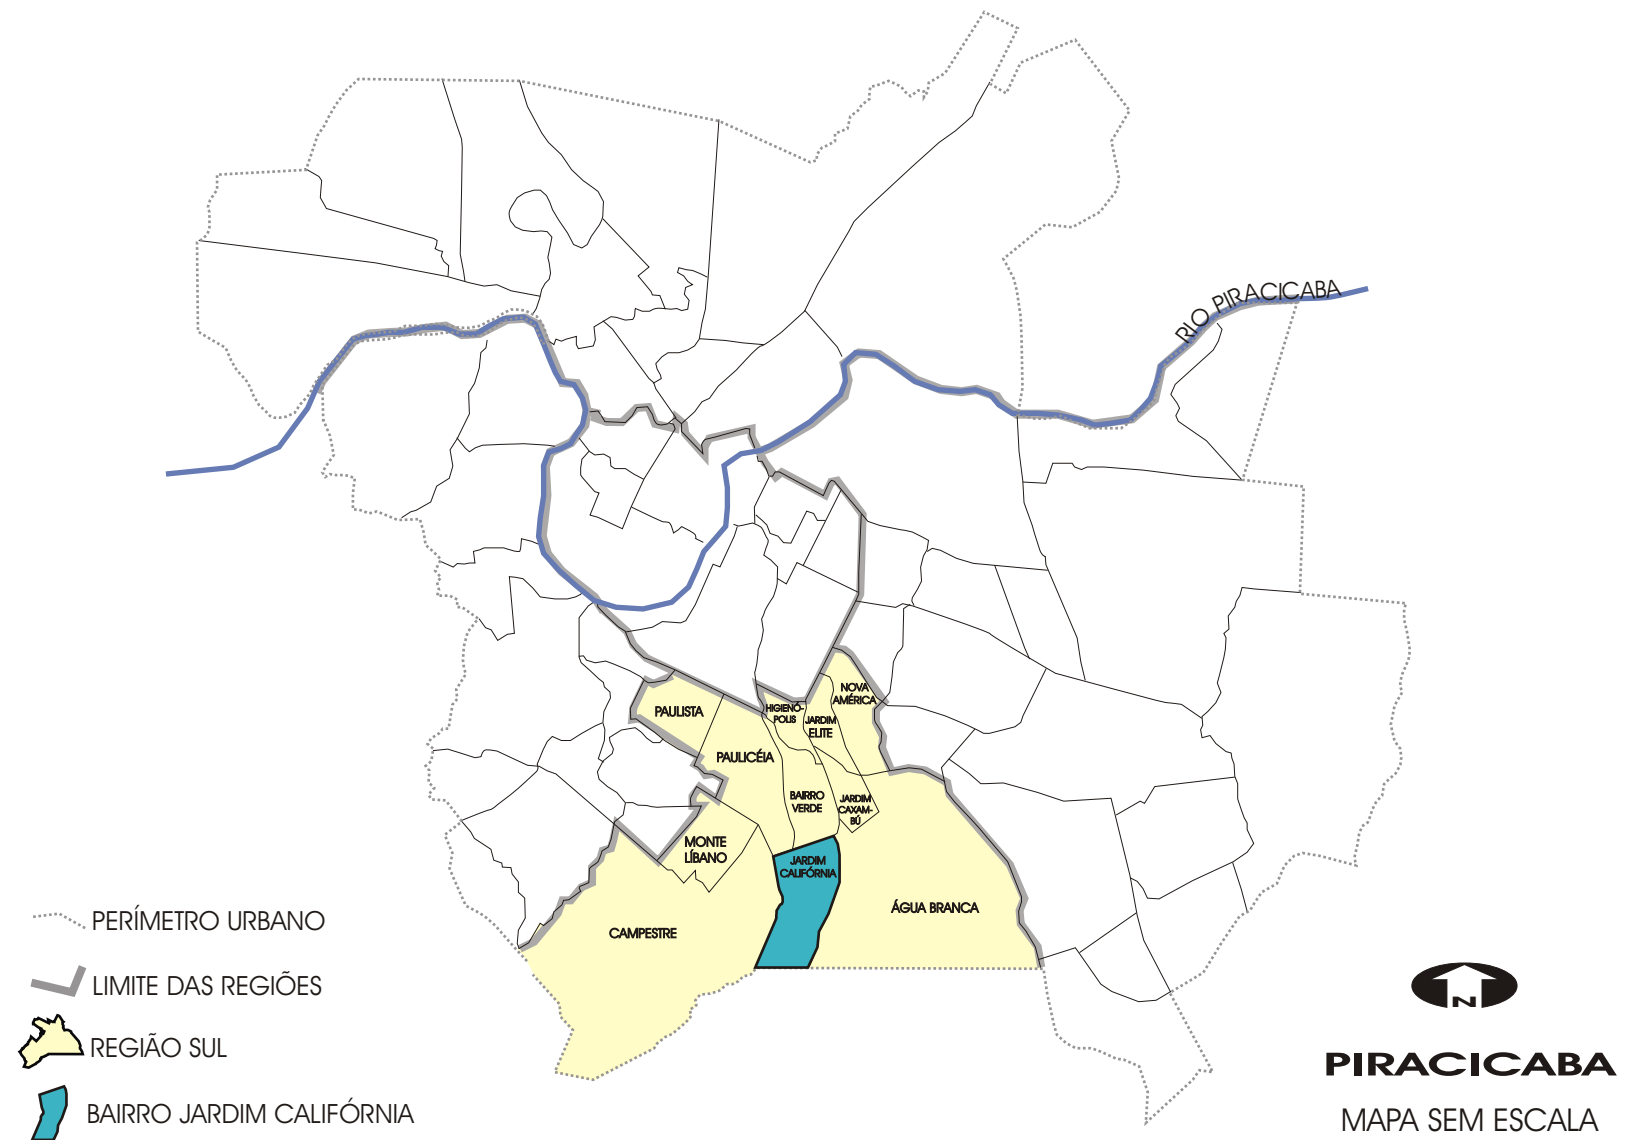 RIO PIRACICABA
NOVA
AMÉRICA
PAULISTA
HIGIENÓ-
POLIS
JARDIM
ELITE
PAULICÉIA
BAIRRO
VERDE
JARDIM
CAXAM-
BÚ
MONTE
LÍBANO
JARDIM
CALIFÓRNIA
ÁGUA BRANCA
CAMPESTRE
PERÍMETRO URBANO
LIMITE DAS REGIÕES
REGIÃO SUL
BAIRRO JARDIM CALIFÓRNIA
N
PIRACICABA
MAPA SEM ESCALA